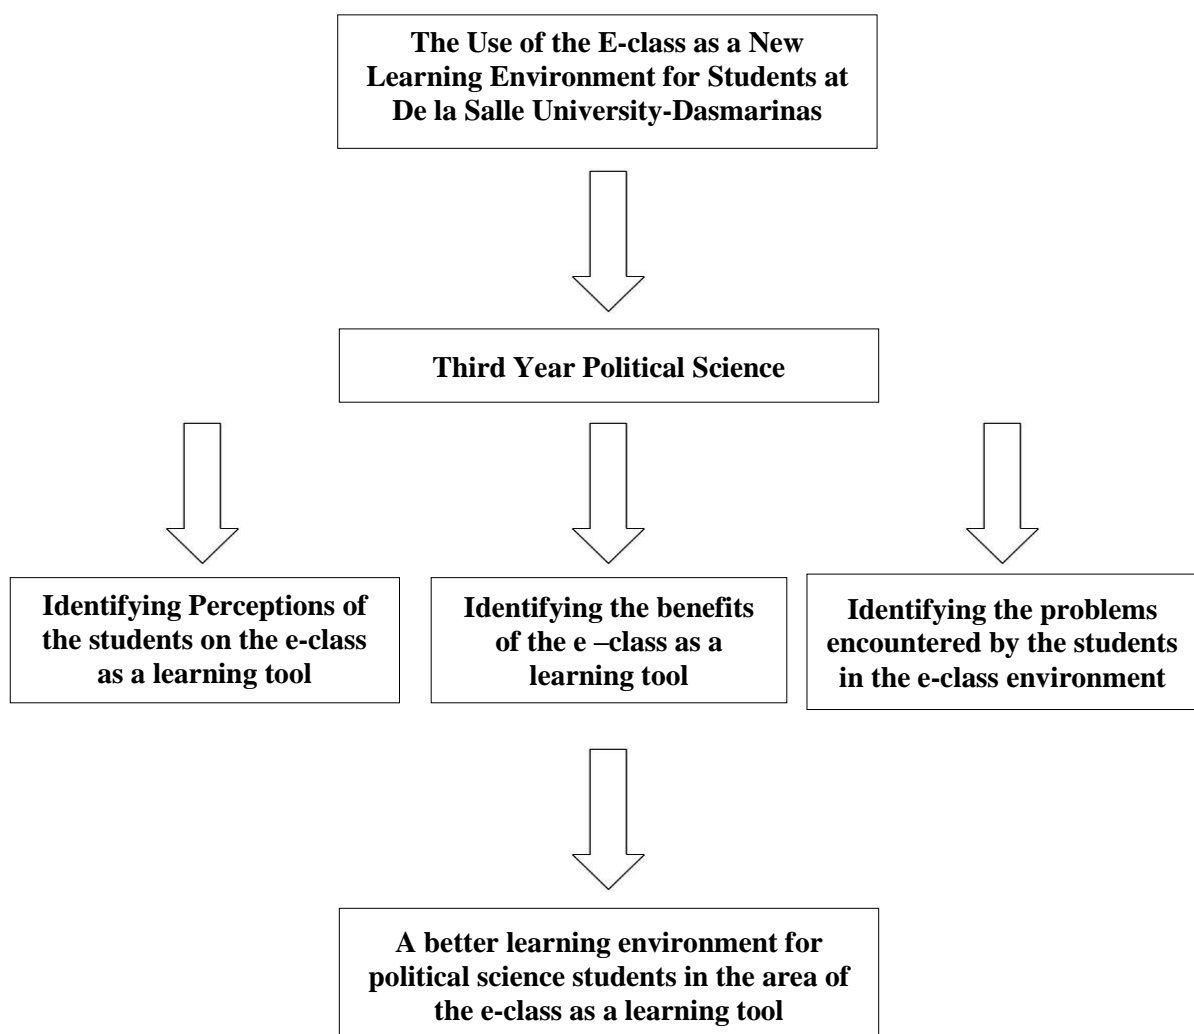 The Use of the E-class as a New
Learning Environment for Students at
De la Salle University-Dasmarinas
Third Year Political Science
Identifying Perceptions of
the students on the e-class
as a learning tool
Identifying the benefits
of the e –class as a
learning tool
Identifying the problems
encountered by the students
in the e-class environment
A better learning environment for
political science students in the area of
the e-class as a learning tool